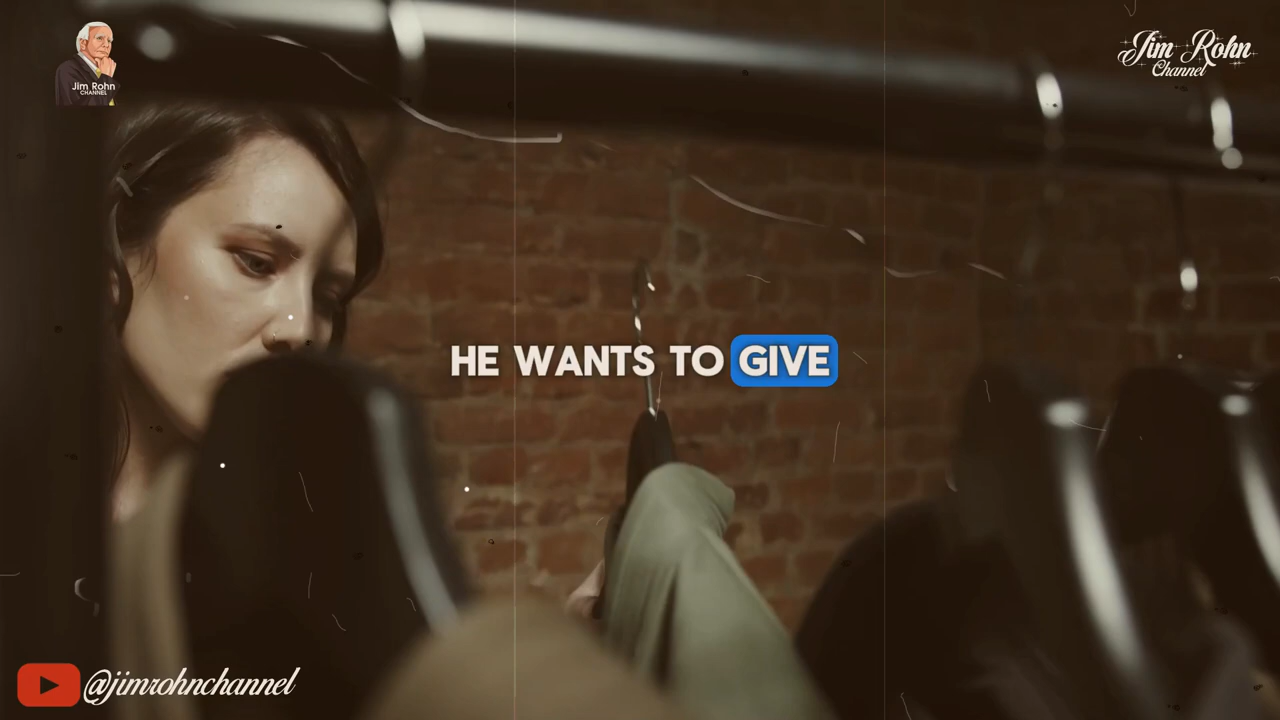 Jim Rohn
CHANNEL
Jim Rohn
Channel
HE WANTS TO GIVE
@jimrohnchannel